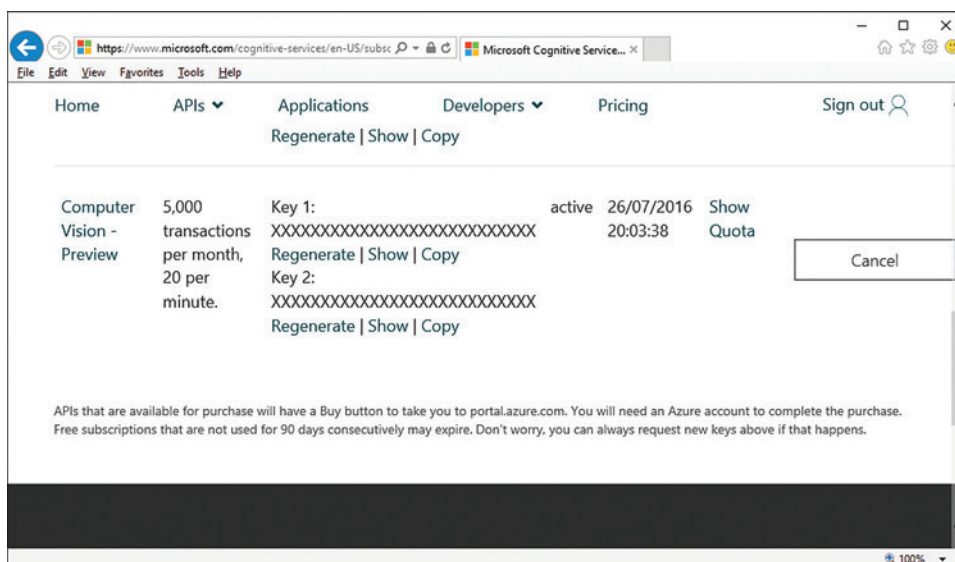 https://www.microsoft.com/cognitive-services/en-US/subsc
Microsoft Cognitive Service...
File Edit View Favorites Tools Help
Home APIs Applications Developers Pricing Sign out
Regenerate | Show | Copy
Computer Vision - Preview
5,000 transactions per month, 20 per minute.
Key 1:
XXXXXXXXXXXXXXXXXXXXXXXXXXX
Regenerate | Show | Copy
Key 2:
XXXXXXXXXXXXXXXXXXXXXXXXXXX
Regenerate | Show | Copy
active
26/07/2016
20:03:38
Show
Quota
Cancel
APIs that are available for purchase will have a Buy button to take you to portal.azure.com. You will need an Azure account to complete the purchase.
Free subscriptions that are not used for 90 days consecutively may expire. Don't worry, you can always request new keys above if that happens.
100%